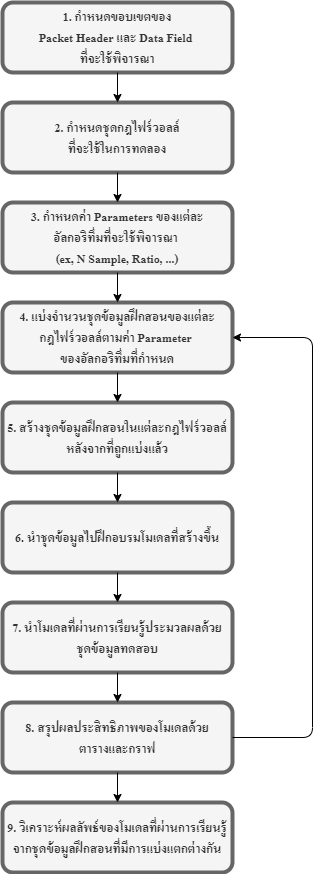 1. กำหนดขอบเขตของ
Packet Header และ Data Field
ที่จะใช้พิจารณา
2. กำหนดชุดกฎไฟร์วอลล์
ที่จะใช้ในการทดลอง
3. กำหนดค่า Parameters ของแต่ละ
อัลกอริทึ่มที่จะใช้พิจารณา
(ex, N Sample, Ratio, ...)
4. แบ่งจำนวนชุดข้อมูลฝึกสอนของแต่ละ
กฎไฟร์วอลล์ตามค่า Parameter
ของอัลกอริทึ่มที่กำหนด
5. สร้างชุดข้อมูลฝึกสอนในแต่ละกฎไฟร์วอลล์
หลังจากที่ถูกแบ่งแล้ว
6. นำชุดข้อมูลไปฝึกอบรมโมเดลที่สร้างขึ้น
7. นำโมเดลที่ผ่านการเรียนรู้ประมวลผลด้วย
ชุดข้อมูลทดสอบ
8. สรุปผลประสิทธิภาพของโมเดลด้วย
ตารางและกราฟ
9. วิเคราะห์ผลลัพธ์ของโมเดลที่ผ่านการเรียนรู้
จากชุดข้อมูลฝึกสอนที่มีการแบ่งแตกต่างกัน